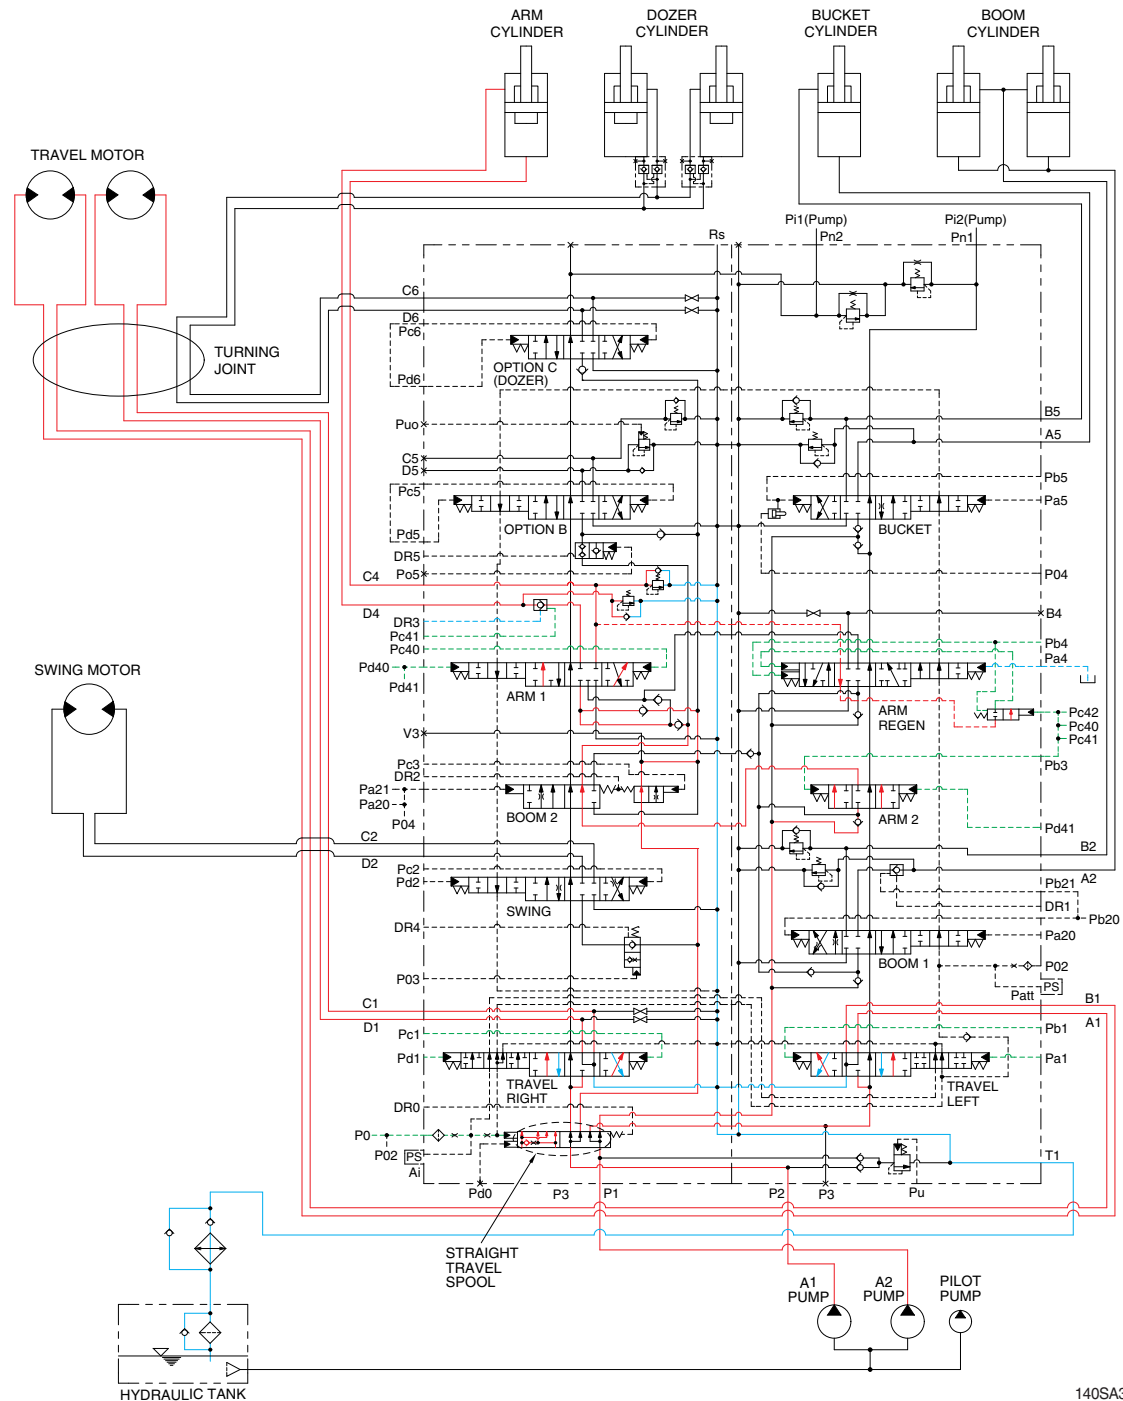 ARM
CYLINDER
DOZER
CYLINDER
BUCKET
CYLINDER
BOOM
CYLINDER
TRAVEL MOTOR
TURNING
JOINT
SWING MOTOR
Pi1(Pump)
Pn2
Pi2(Pump)
Pn1
Rs
C6
D6
Pc6
Pd6
OPTION C
(DOZER)
Puo
C5
D5
Pc5
Pd5
OPTION B
DR5
Po5
C4
D4
DR3
Pc41
Pc40
Pd40
Pd41
ARM 1
V3
Pc3
DR2
Pa21
Pa20
P04
BOOM 2
C2
D2
Pc2
Pd2
SWING
DR4
P03
C1
D1
Pc1
Pd1
TRAVEL
RIGHT
DR0
P0
P02
PS
Ai
Pd0
P3
P1
P2
P3
Pu
STRAIGHT
TRAVEL
SPOOL
B5
A5
Pb5
Pa5
BUCKET
P04
B4
Pb4
Pa4
ARM
REGEN
Pc42
Pc40
Pc41
Pb3
ARM 2
Pd41
B2
A2
Pb21
DR1
Pb20
Pa20
BOOM 1
P02
PS
Patt
B1
A1
Pb1
Pa1
TRAVEL
LEFT
T1
A1
PUMP
A2
PUMP
PILOT
PUMP
HYDRAULIC TANK
140SA3